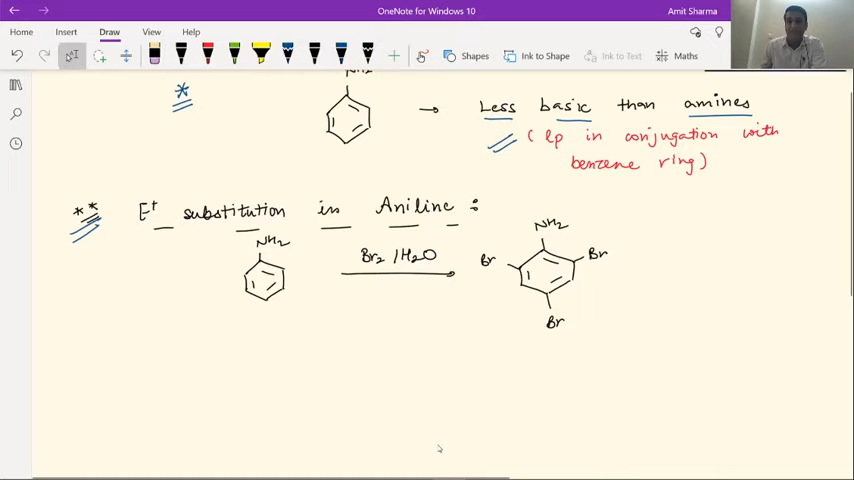 OneNote for Windows 10
Amit Sharma
Home Insert Draw View Help
Shapes Ink to Shape Ink to Text Maths
NH2
* → Less basic than amines
(lp in conjugation with
benzene ring)
** E+ substitution in Aniline :
NH2 NH2
Br2 /H2O Br Br
Br